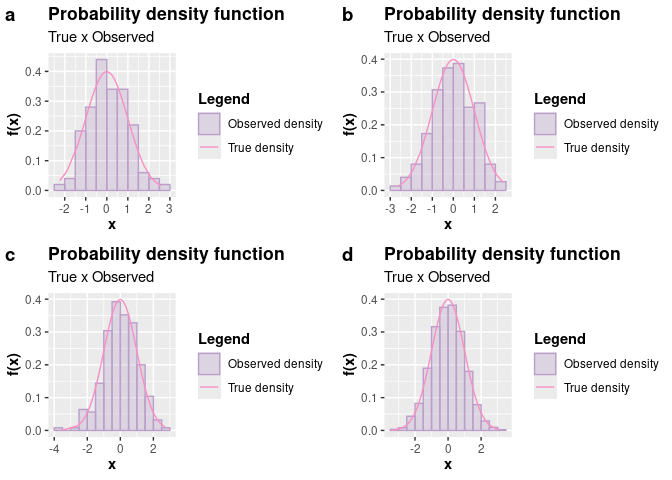 a
Probability density function
True x Observed
0.4
0.3
0.2
0.1
0.0
f(x)
-2 -1 0 1 2 3
x
Legend
Observed density
True density
b
Probability density function
True x Observed
0.4
0.3
0.2
0.1
0.0
f(x)
-3 -2 -1 0 1 2
x
Legend
Observed density
True density
c
Probability density function
True x Observed
0.4
0.3
0.2
0.1
0.0
f(x)
-4 -2 0 2
x
Legend
Observed density
True density
d
Probability density function
True x Observed
0.4
0.3
0.2
0.1
0.0
f(x)
-2 0 2
x
Legend
Observed density
True density